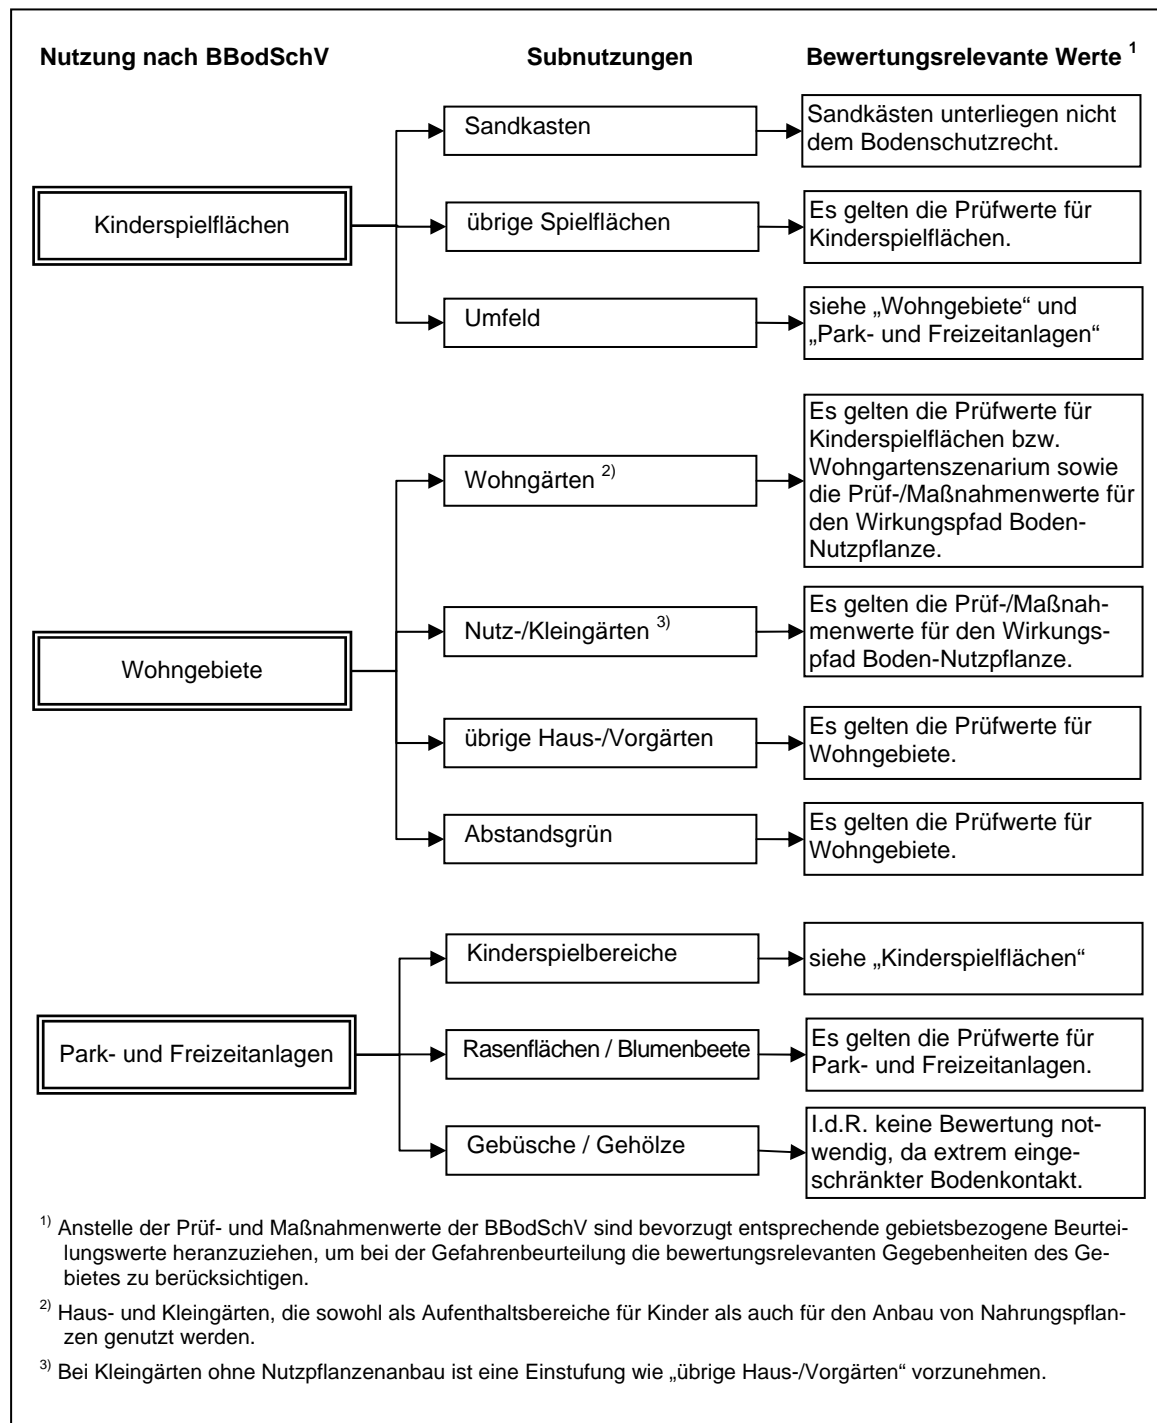 Nutzung nach BBodSchV
Subnutzungen
Bewertungsrelevante Werte 1
Kinderspielflächen
Sandkasten
Sandkästen unterliegen nicht
dem Bodenschutzrecht.
übrige Spielflächen
Es gelten die Prüfwerte für
Kinderspielflächen.
Umfeld
siehe „Wohngebiete“ und
„Park- und Freizeitanlagen“
Wohngebiete
Wohngärten 2)
Es gelten die Prüfwerte für
Kinderspielflächen bzw.
Wohngartenszenarium sowie
die Prüf-/Maßnahmenwerte für
den Wirkungspfad Boden-
Nutzpflanze.
Nutz-/Kleingärten 3)
Es gelten die Prüf-/Maßnah-
menwerte für den Wirkungs-
pfad Boden-Nutzpflanze.
übrige Haus-/Vorgärten
Es gelten die Prüfwerte für
Wohngebiete.
Abstandsgrün
Es gelten die Prüfwerte für
Wohngebiete.
Park- und Freizeitanlagen
Kinderspielbereiche
siehe „Kinderspielflächen“
Rasenflächen / Blumenbeete
Es gelten die Prüfwerte für
Park- und Freizeitanlagen.
Gebüsche / Gehölze
I.d.R. keine Bewertung not-
wendig, da extrem einge-
schränkter Bodenkontakt.
1) Anstelle der Prüf- und Maßnahmenwerte der BBodSchV sind bevorzugt entsprechende gebietsbezogene Beurtei-
lungswerte heranzuziehen, um bei der Gefahrenbeurteilung die bewertungsrelevanten Gegebenheiten des Ge-
bietes zu berücksichtigen.
2) Haus- und Kleingärten, die sowohl als Aufenthaltsbereiche für Kinder als auch für den Anbau von Nahrungspflan-
zen genutzt werden.
3) Bei Kleingärten ohne Nutzpflanzenanbau ist eine Einstufung wie „übrige Haus-/Vorgärten“ vorzunehmen.